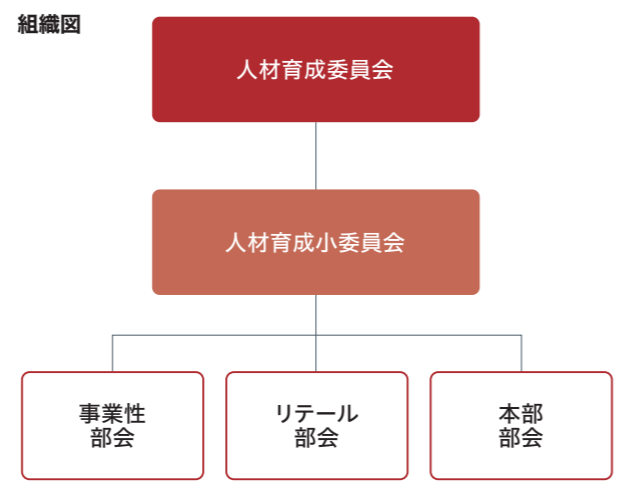 組織図
人材育成委員会
人材育成小委員会
事業性
部会
リテール
部会
本部
部会